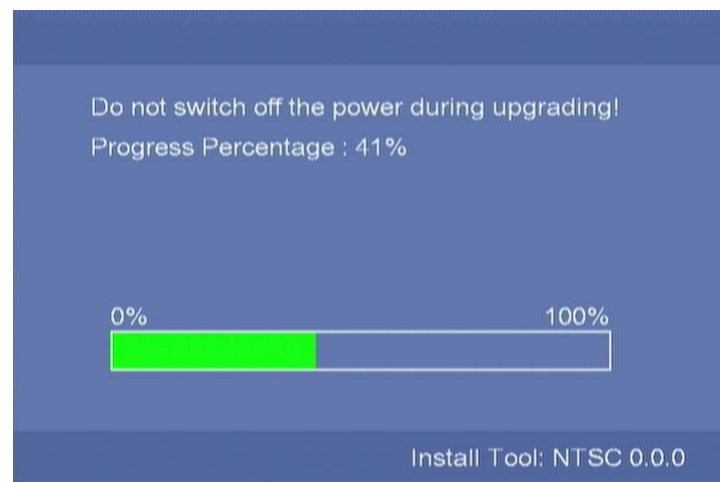 Do not switch off the power during upgrading!
Progress Percentage : 41%
0% 100%
Install Tool: NTSC 0.0.0